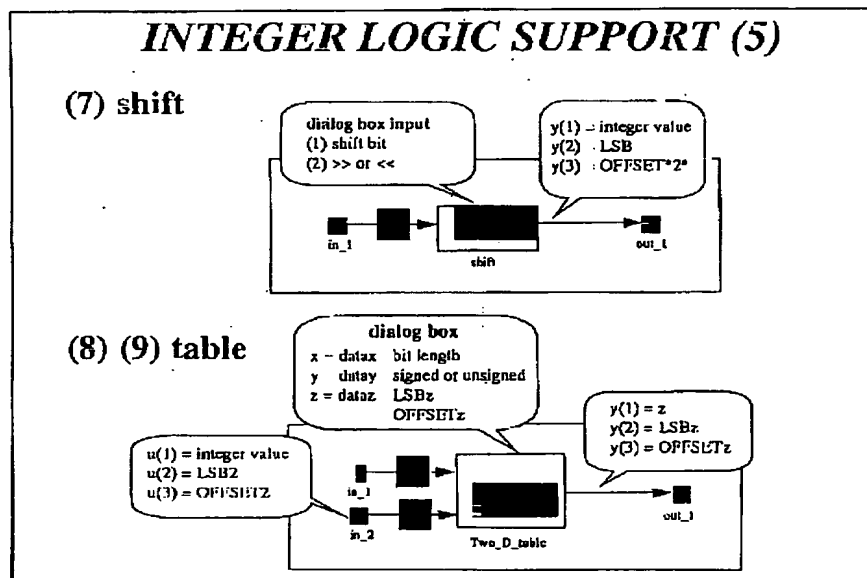 INTEGER LOGIC SUPPORT (5)
(7) shift
dialog box input
(1) shift bit
(2) >> or <<
y(1) = integer value
y(2) : LSB
y(3) : OFFSET*2*
in_1
shift
out_1
(8) (9) table
dialog box
x = datax bit length
y datay signed or unsigned
z = dataz LSBz
OFFSETz
u(1) = integer value
u(2) = LSB2
u(3) = OFFSET2
y(1) = z
y(2) = LSBz
y(3) = OFFSETz
in_1
in_2
Two_D_table
out_1